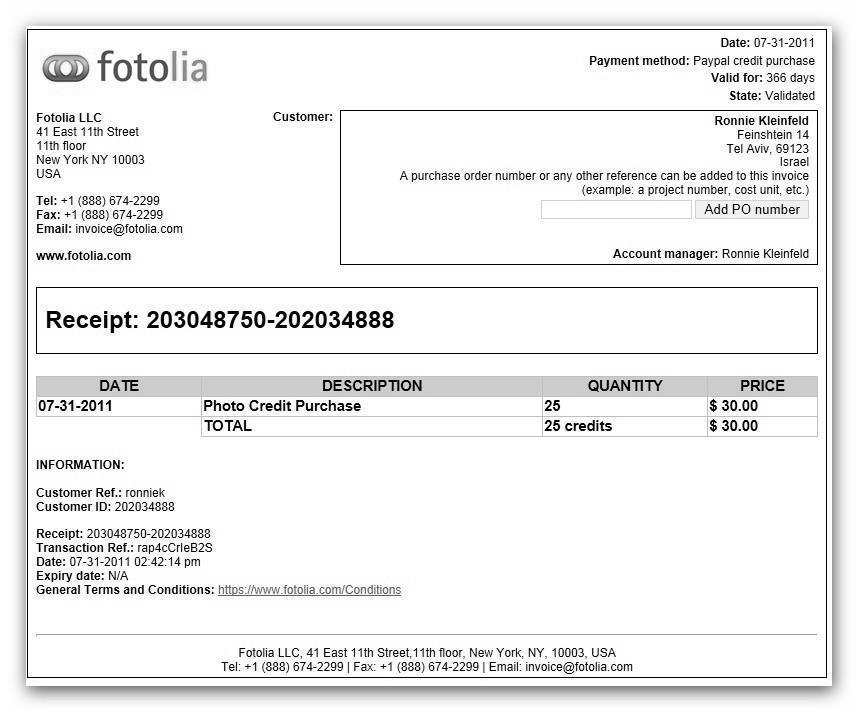 fotolia
Date: 07-31-2011
Payment method: Paypal credit purchase
Valid for: 366 days
State: Validated
Fotolia LLC
41 East 11th Street
11th floor
New York NY 10003
USA
Tel: +1 (888) 674-2299
Fax: +1 (888) 674-2299
Email: invoice@fotolia.com
www.fotolia.com
Customer:
Ronnie Kleinfeld
Feinshtein 14
Tel Aviv, 69123
Israel
A purchase order number or any other reference can be added to this invoice
(example: a project number, cost unit, etc.)
Add PO number
Account manager: Ronnie Kleinfeld
Receipt: 203048750-202034888
DATE DESCRIPTION QUANTITY PRICE
07-31-2011 Photo Credit Purchase 25 $ 30.00
TOTAL 25 credits $ 30.00
INFORMATION:
Customer Ref.: ronniek
Customer ID: 202034888
Receipt: 203048750-202034888
Transaction Ref.: rap4cCrIeB2S
Date: 07-31-2011 02:42:14 pm
Expiry date: N/A
General Terms and Conditions: https://www.fotolia.com/Conditions
Fotolia LLC, 41 East 11th Street,11th floor, New York, NY, 10003, USA
Tel: +1 (888) 674-2299 | Fax: +1 (888) 674-2299 | Email: invoice@fotolia.com